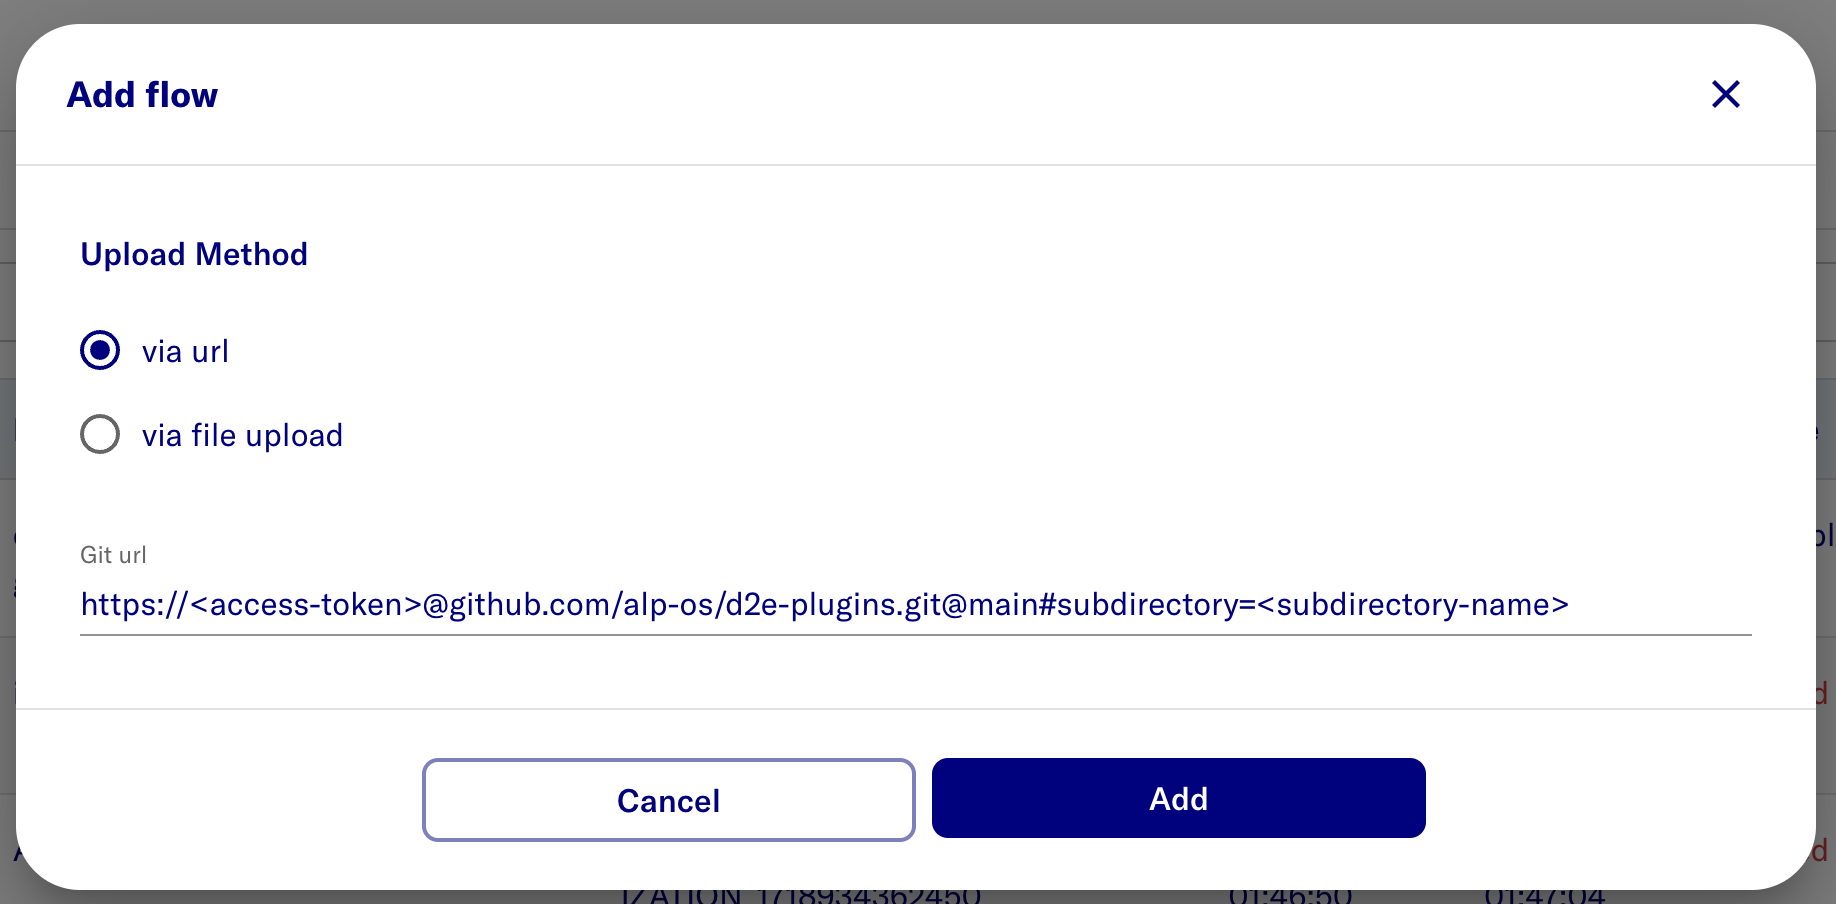 Add flow
Upload Method
via url
via file upload
Git url
https://<access-token>@github.com/alp-os/d2e-plugins.git@main#subdirectory=<subdirectory-name>
Cancel
Add
IZATION_1718934362450 01:46:50 01:47:04